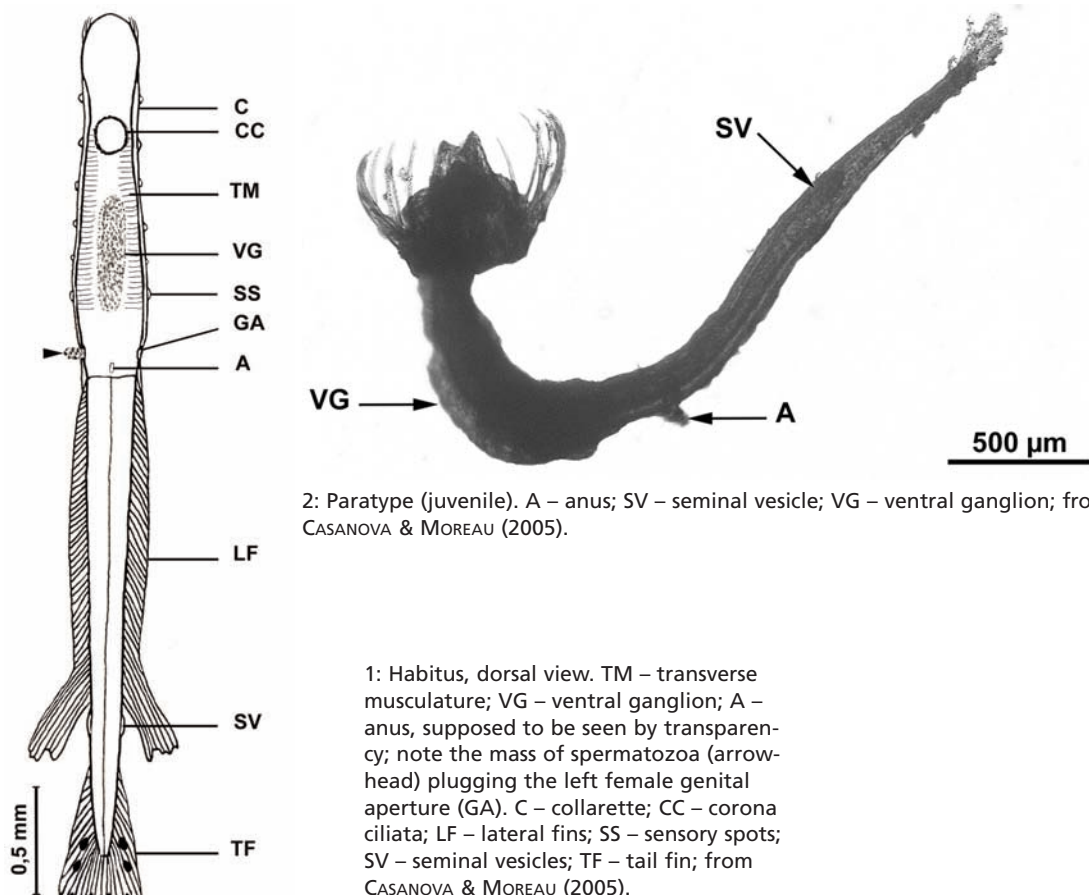 C
CC
TM
VG
SS
GA
A
LF
SV
TF
0,5 mm
SV
VG
A
500 µm
2: Paratype (juvenile). A – anus; SV – seminal vesicle; VG – ventral ganglion;
CASANOVA & MOREAU (2005).
1: Habitus, dorsal view. TM – transverse
musculature; VG – ventral ganglion; A –
anus, supposed to be seen by transparen-
cy; note the mass of spermatozoa (arrow-
head) plugging the left female genital
aperture (GA). C – collarette; CC – corona
ciliata; LF – lateral fins; SS – sensory spots;
SV – seminal vesicles; TF – tail fin; from
CASANOVA & MOREAU (2005).